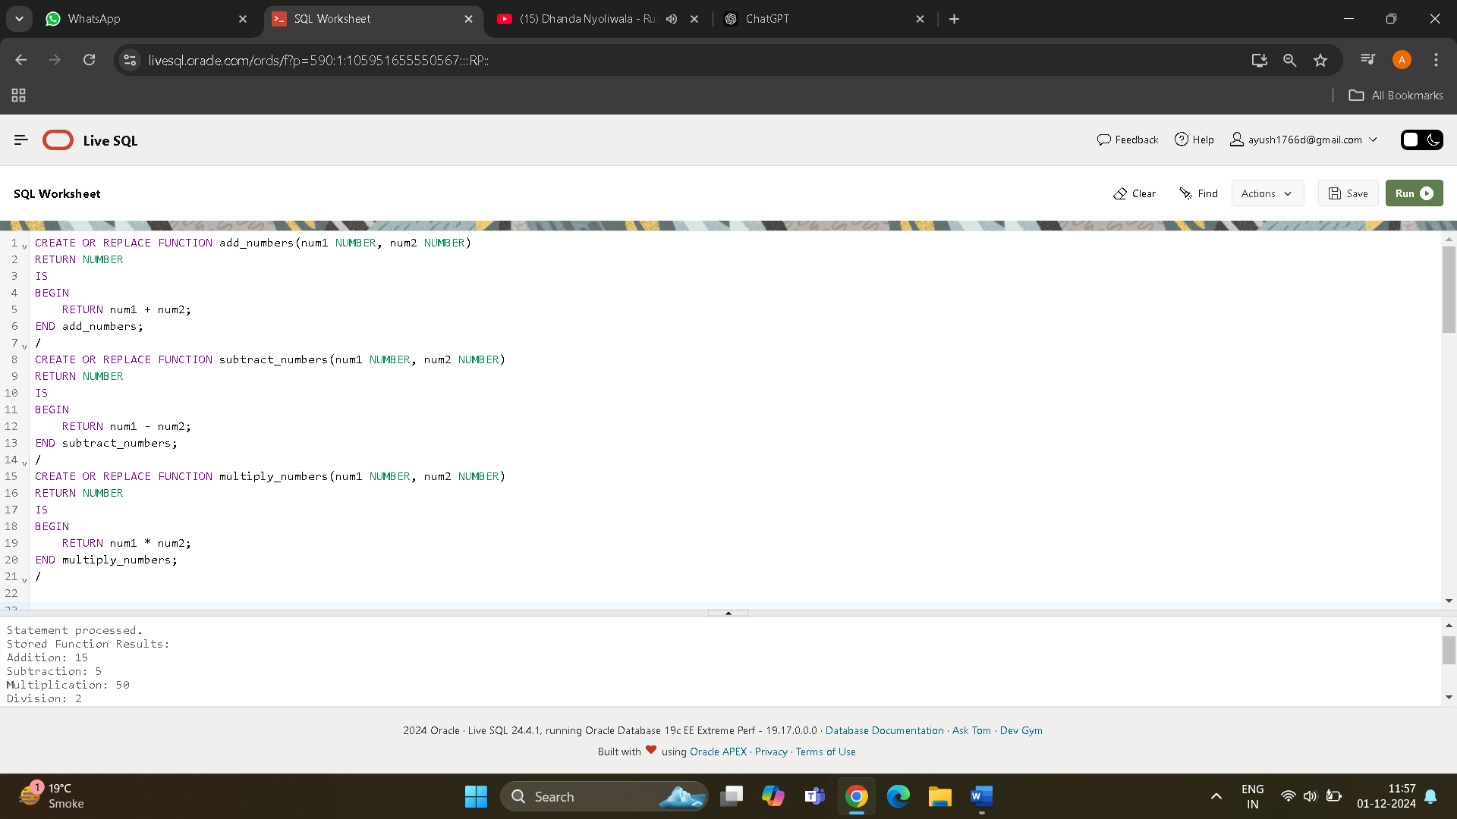 WhatsApp
SQL Worksheet
(15) Dhanda Nyoliwala - Ru
ChatGPT
livesql.oracle.com/ords/f?p=590:1:105951655550567:::RP::
A
All Bookmarks
Live SQL
Feedback
Help
ayush1766d@gmail.com
SQL Worksheet
Clear
Find
Actions
Save
Run
1 CREATE OR REPLACE FUNCTION add_numbers(num1 NUMBER, num2 NUMBER)
2 RETURN NUMBER
3 IS
4 BEGIN
5 RETURN num1 + num2;
6 END add_numbers;
7 /
8 CREATE OR REPLACE FUNCTION subtract_numbers(num1 NUMBER, num2 NUMBER)
9 RETURN NUMBER
10 IS
11 BEGIN
12 RETURN num1 - num2;
13 END subtract_numbers;
14 /
15 CREATE OR REPLACE FUNCTION multiply_numbers(num1 NUMBER, num2 NUMBER)
16 RETURN NUMBER
17 IS
18 BEGIN
19 RETURN num1 * num2;
20 END multiply_numbers;
21 /
22
Statement processed.
Stored Function Results:
Addition: 15
Subtraction: 5
Multiplication: 50
Division: 2
2024 Oracle · Live SQL 24.4.1, running Oracle Database 19c EE Extreme Perf - 19.17.0.0.0 · Database Documentation · Ask Tom · Dev Gym
Built with ❤ using Oracle APEX · Privacy · Terms of Use
1
19°C
Smoke
Search
ENG
IN
11:57
01-12-2024